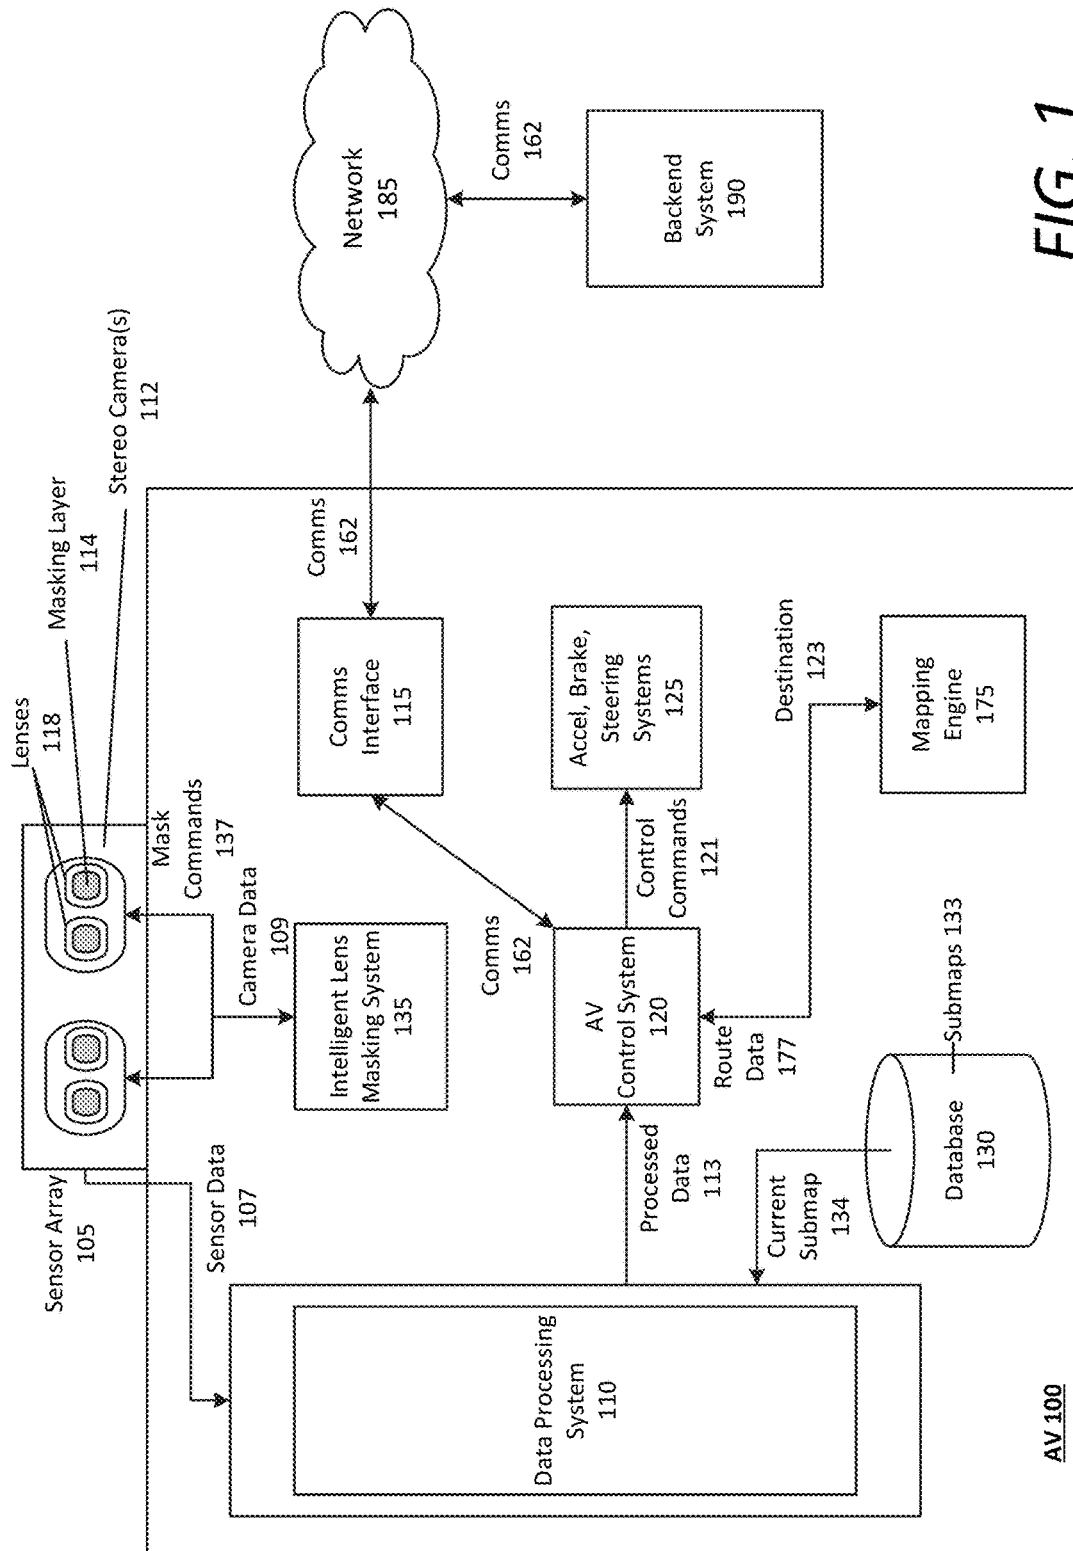 Sensor Array
105
Lenses
118
Masking Layer
114
Stereo Camera(s)
112
Sensor Data
107
Mask
Commands
137
Camera Data
109
Intelligent Lens
Masking System
135
Comms
Interface
115
Comms
162
Network
185
Comms
162
Backend
System
190
Data Processing
System
110
Processed
Data
113
Comms
162
AV
Control System
120
Control
Commands
121
Accel, Brake,
Steering
Systems
125
Current
Submap
134
Route
Data
177
Destination
123
Database
130
Submaps 133
Mapping
Engine
175
AV 100
FIG. 1